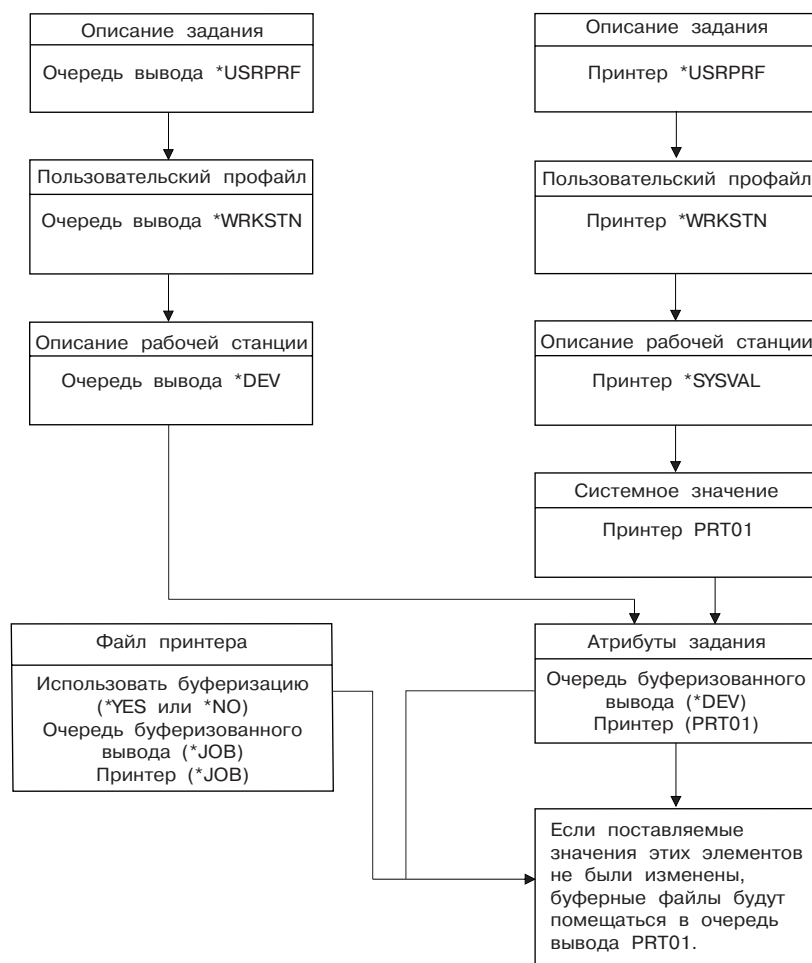 Описание задания
Очередь вывода *USRPRF
Пользовательский профайл
Очередь вывода *WRKSTN
Описание рабочей станции
Очередь вывода *DEV
Описание задания
Принтер *USRPRF
Пользовательский профайл
Принтер *WRKSTN
Описание рабочей станции
Принтер *SYSVAL
Системное значение
Принтер PRT01
Файл принтера
Использовать буферизацию
(*YES или *NO)
Очередь буферизованного
вывода (*JOB)
Принтер (*JOB)
Атрибуты задания
Очередь буферизованного
вывода (*DEV)
Принтер (PRT01)
Если поставляемые
значения этих элементов
не были изменены,
буферные файлы будут
помещаться в очередь
вывода PRT01.